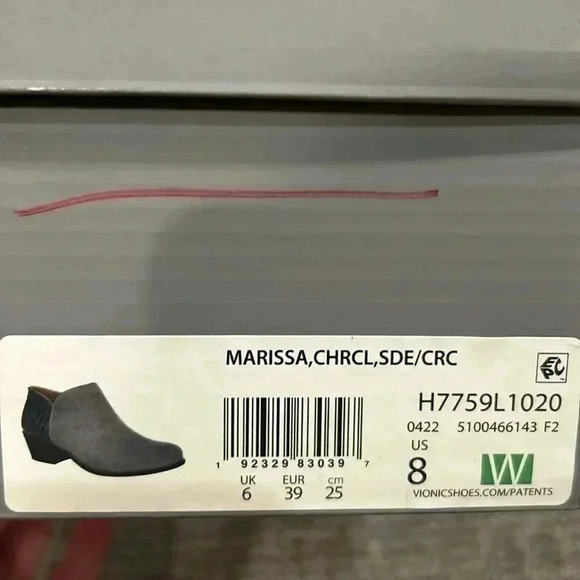 MARISSA,CHRCL,SDE/CRC
EPC
H7759L1020
0422 5100466143 F2
1 92329 83039 7
UK EUR cm
6 39 25
US
8 W
VIONICSHOES.COM/PATENTS